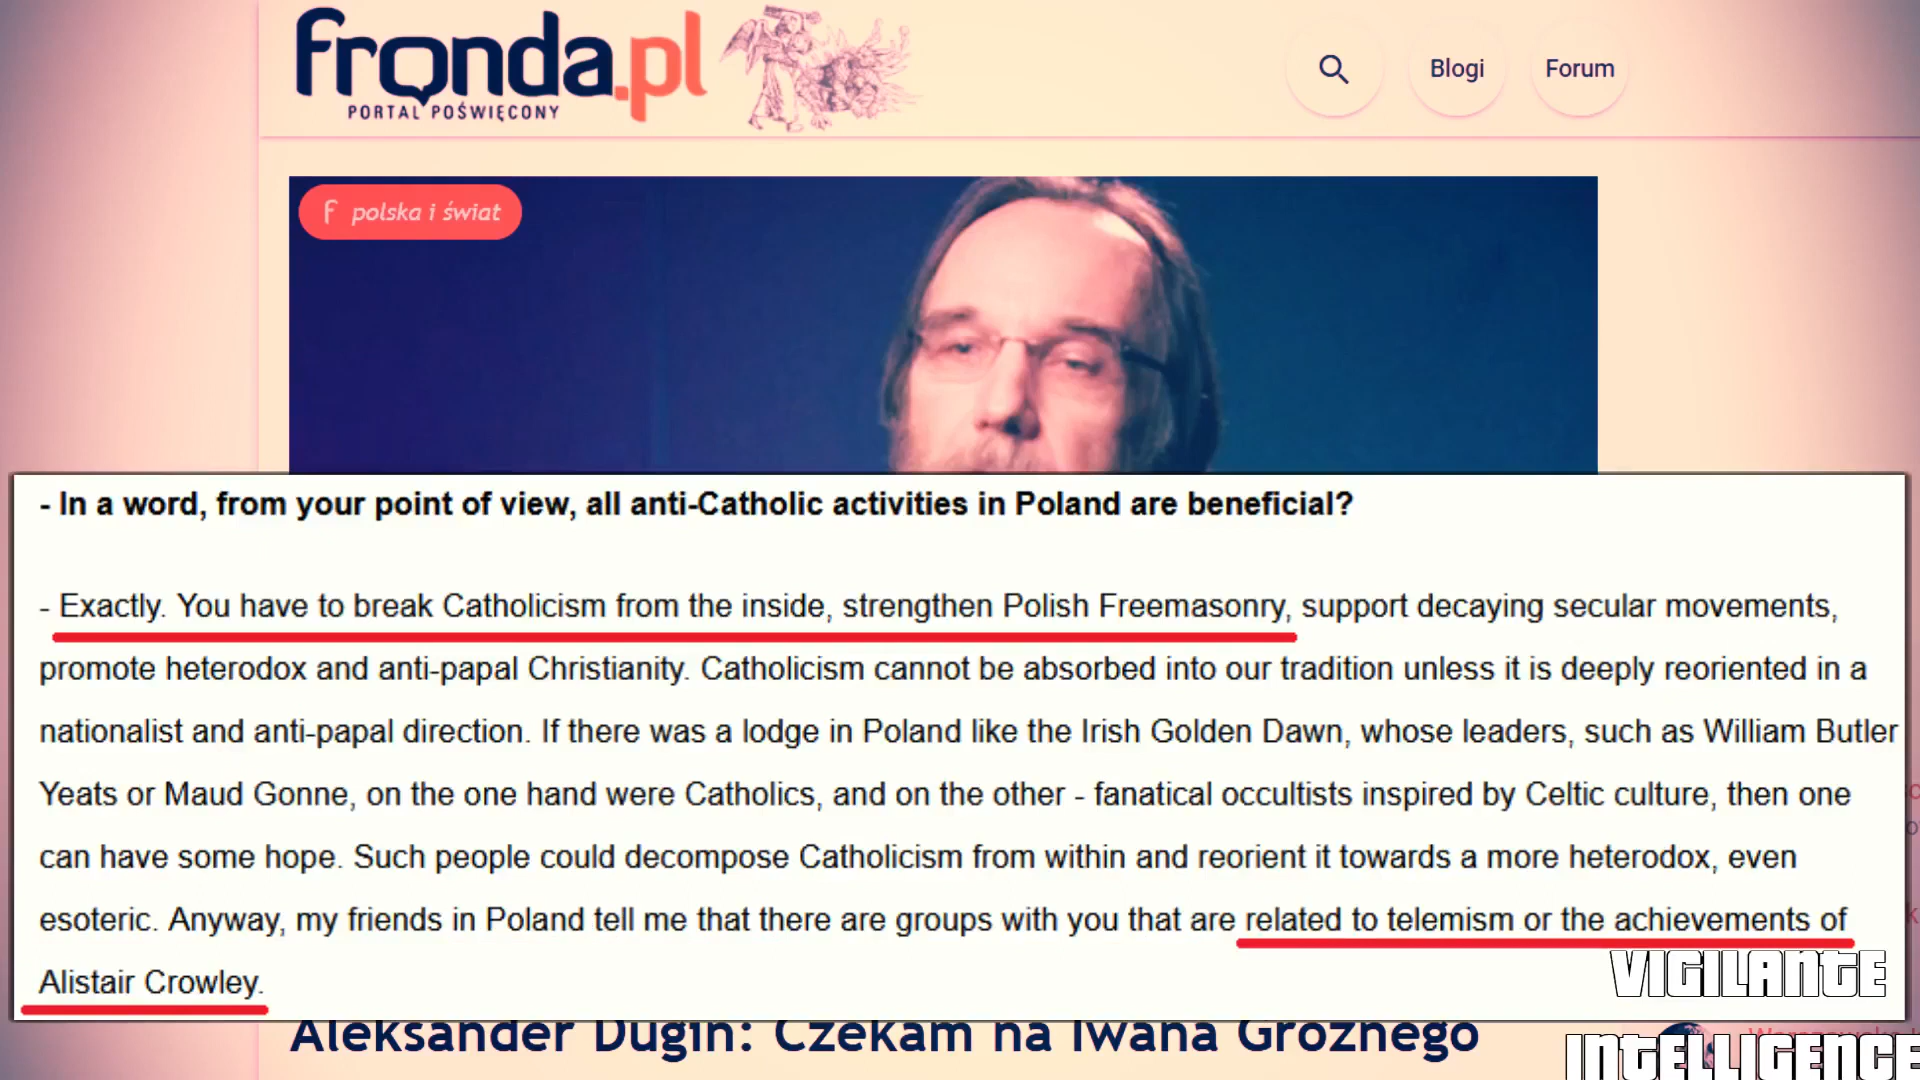 fronda.pl
PORTAL POŚWIĘCONY
Blogi
Forum
F polska i świat
- In a word, from your point of view, all anti-Catholic activities in Poland are beneficial?
- Exactly. You have to break Catholicism from the inside, strengthen Polish Freemasonry, support decaying secular movements,
promote heterodox and anti-papal Christianity. Catholicism cannot be absorbed into our tradition unless it is deeply reoriented in a
nationalist and anti-papal direction. If there was a lodge in Poland like the Irish Golden Dawn, whose leaders, such as William Butler
Yeats or Maud Gonne, on the one hand were Catholics, and on the other - fanatical occultists inspired by Celtic culture, then one
can have some hope. Such people could decompose Catholicism from within and reorient it towards a more heterodox, even
esoteric. Anyway, my friends in Poland tell me that there are groups with you that are related to telemism or the achievements of
Alistair Crowley.
VIGILANTE
Aleksander Dugin: Czekam na Iwana Groźnego
INTELLIGENCE